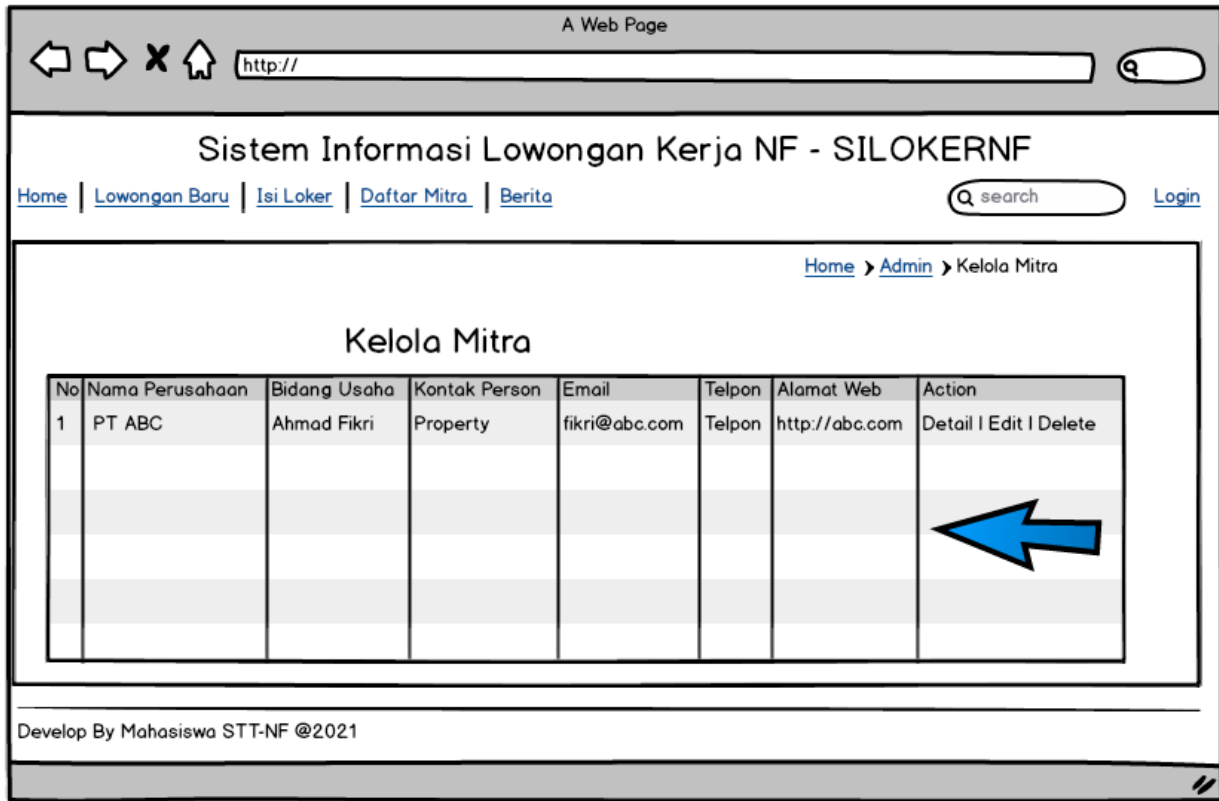 A Web Page
http://
Sistem Informasi Lowongan Kerja NF - SILOKERNF
Home | Lowongan Baru | Isi Loker | Daftar Mitra | Berita search Login
Home > Admin > Kelola Mitra
Kelola Mitra
No Nama Perusahaan Bidang Usaha Kontak Person Email Telpon Alamat Web Action
1 PT ABC Ahmad Fikri Property fikri@abc.com Telpon http://abc.com Detail | Edit | Delete
Develop By Mahasiswa STT-NF @2021